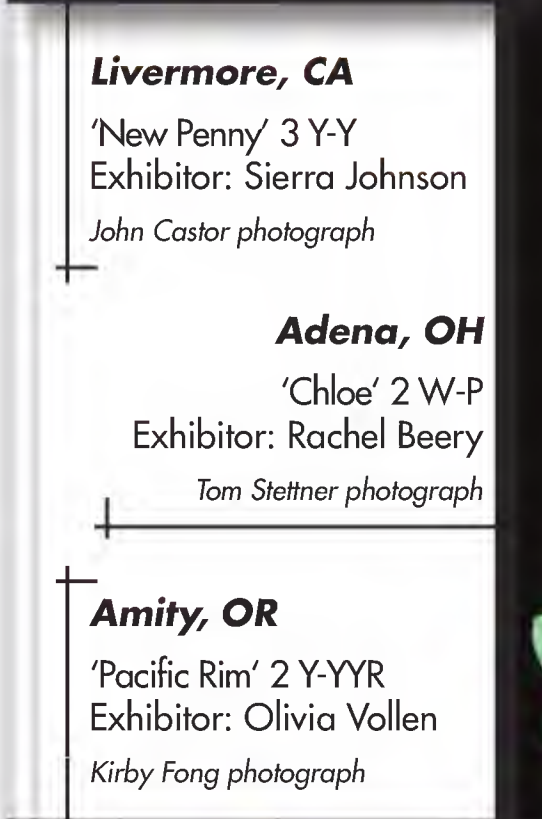 Livermore, CA
‘New Penny’ 3 Y-Y
Exhibitor: Sierra Johnson
John Castor photograph
Adena, OH
‘Chloe’ 2 W-P
Exhibitor: Rachel Beery
Tom Stettner photograph
Amity, OR
‘Pacific Rim‘ 2 Y-YYR
Exhibitor: Olivia Vollen
Kirby Fong photograph